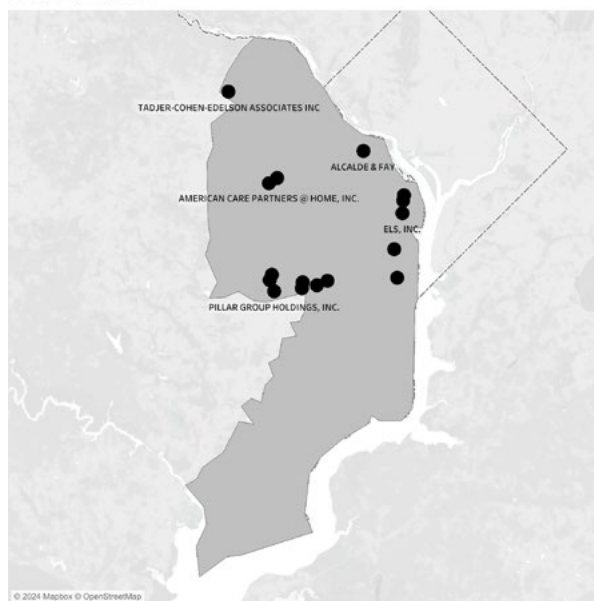 TADJER-COHEN-EDELSON ASSOCIATES INC
ALCALDE & FAY
AMERICAN CARE PARTNERS @ HOME, INC.
ELS, INC.
PILLAR GROUP HOLDINGS, INC.
© 2024 Mapbox © OpenStreetMap